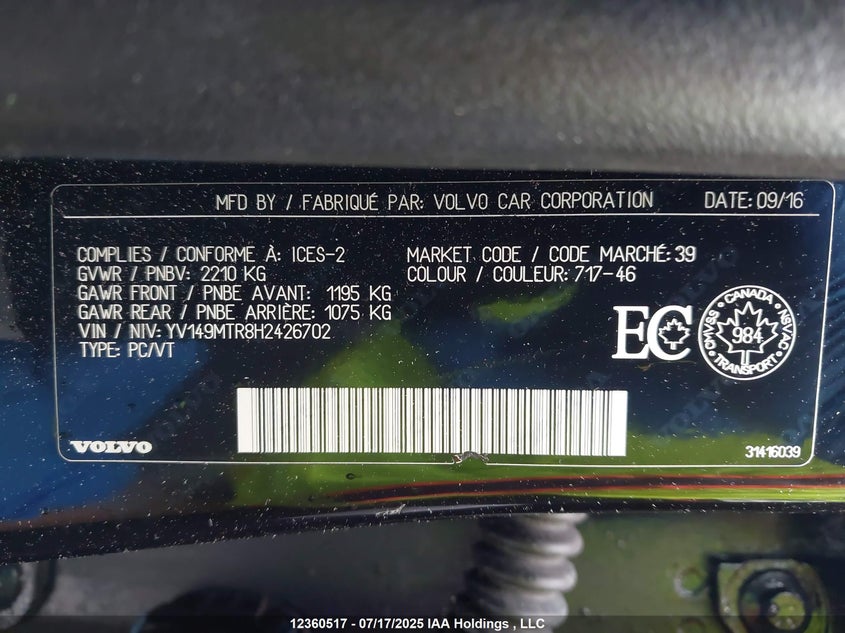 MFD BY / FABRIQUÉ PAR: VOLVO CAR CORPORATION DATE: 09/16
COMPLIES / CONFORME À: ICES-2 MARKET CODE / CODE MARCHÉ: 39
GVWR / PNBV: 2210 KG COLOUR / COULEUR: 717-46
GAWR FRONT / PNBE AVANT: 1195 KG
GAWR REAR / PNBE ARRIÈRE: 1075 KG
VIN / NIV: YV149MTR8H2426702
TYPE: PC/VT
EC
CANADA
SSVAC 984 NSVAC
TRANSPORT
VOLVO 31416039
12360517 - 07/17/2025 IAA Holdings , LLC